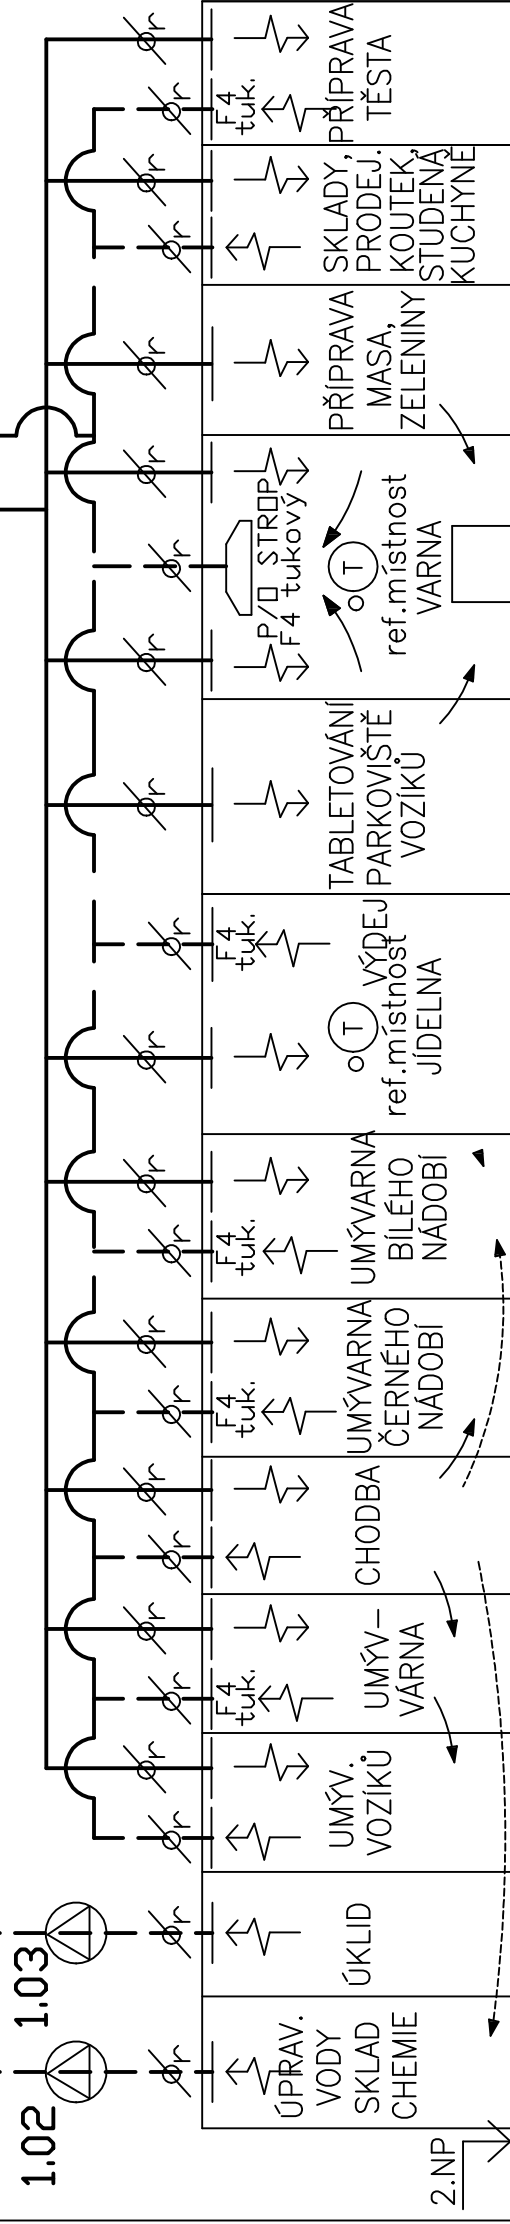 1.02
r
ÚPRAV.
VODY
SKLAD
CHEMIE
2.NP
1.03
r
ÚKLID
r
r
UMÝV.
VOZÍKŮ
r
F4
tuk.
r
UMÝV–
VÁRNA
r
r
CHODBA
r
F4
tuk.
r
UMÝVARNA
ČERNÉHO
NÁDOBÍ
r
F4
tuk.
r
UMÝVARNA
BÍLÉHO
NÁDOBÍ
r
r
F4
tuk.
T
VÝDEJ
ref.místnost
JÍDELNA
r
TABLETOVÁNÍ
PARKOVIŠTĚ
VOZÍKŮ
r
r
r
P/O STROP
F4 tukový
T
ref.místnost
VARNA
r
PŘÍPRAVA
MASA,
ZELENINY
r
r
SKLADY,
PRODEJ.
KOUTEK,
STUDENÁ
KUCHYNĚ
r
F4
tuk.
r
PŘÍPRAVA
TĚSTA